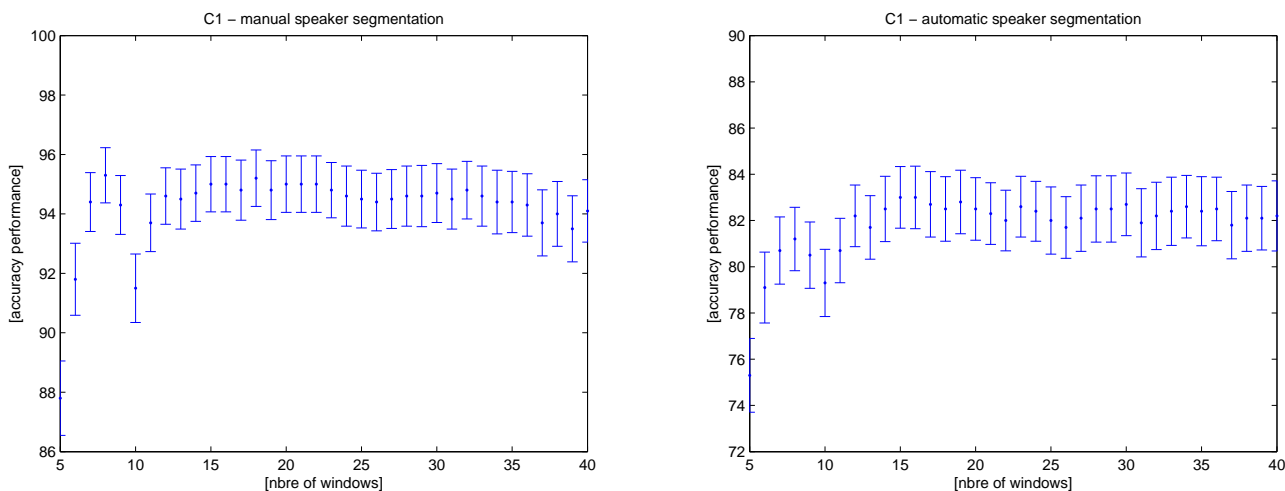 C1 − manual speaker segmentation
100
98
96
94
92
90
88
86
[accuracy performance]
5 10 15 20 25 30 35 40
[nbre of windows]
C1 − automatic speaker segmentation
90
88
86
84
82
80
78
76
74
72
[accuracy performance]
5 10 15 20 25 30 35 40
[nbre of windows]